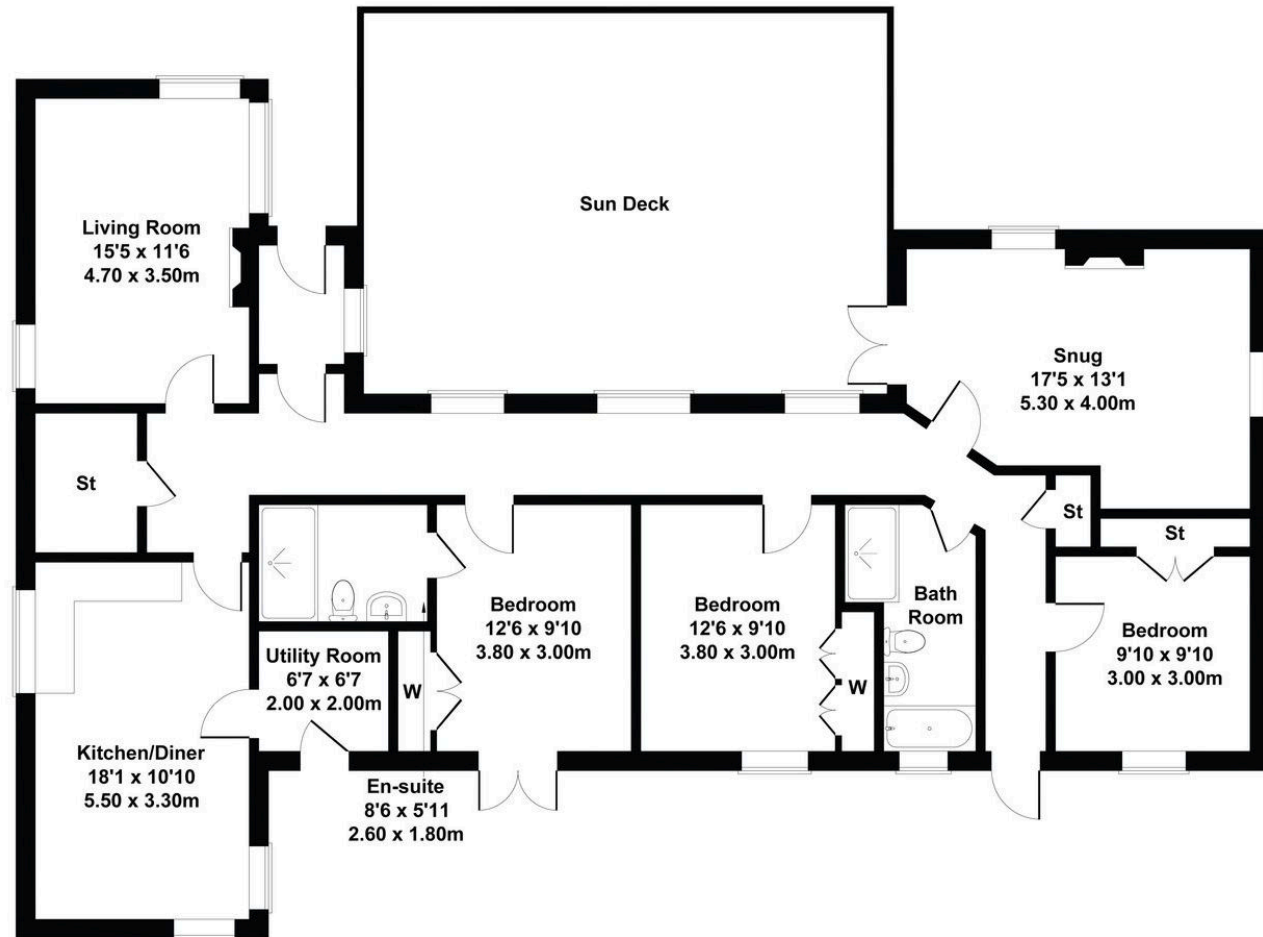 Sun Deck
Living Room
15'5 x 11'6
4.70 x 3.50m
Snug
17'5 x 13'1
5.30 x 4.00m
St
St
St
Bedroom
12'6 x 9'10
3.80 x 3.00m
Bedroom
12'6 x 9'10
3.80 x 3.00m
Bath
Room
Bedroom
9'10 x 9'10
3.00 x 3.00m
Utility Room
6'7 x 6'7
2.00 x 2.00m
W
W
Kitchen/Diner
18'1 x 10'10
5.50 x 3.30m
En-suite
8'6 x 5'11
2.60 x 1.80m